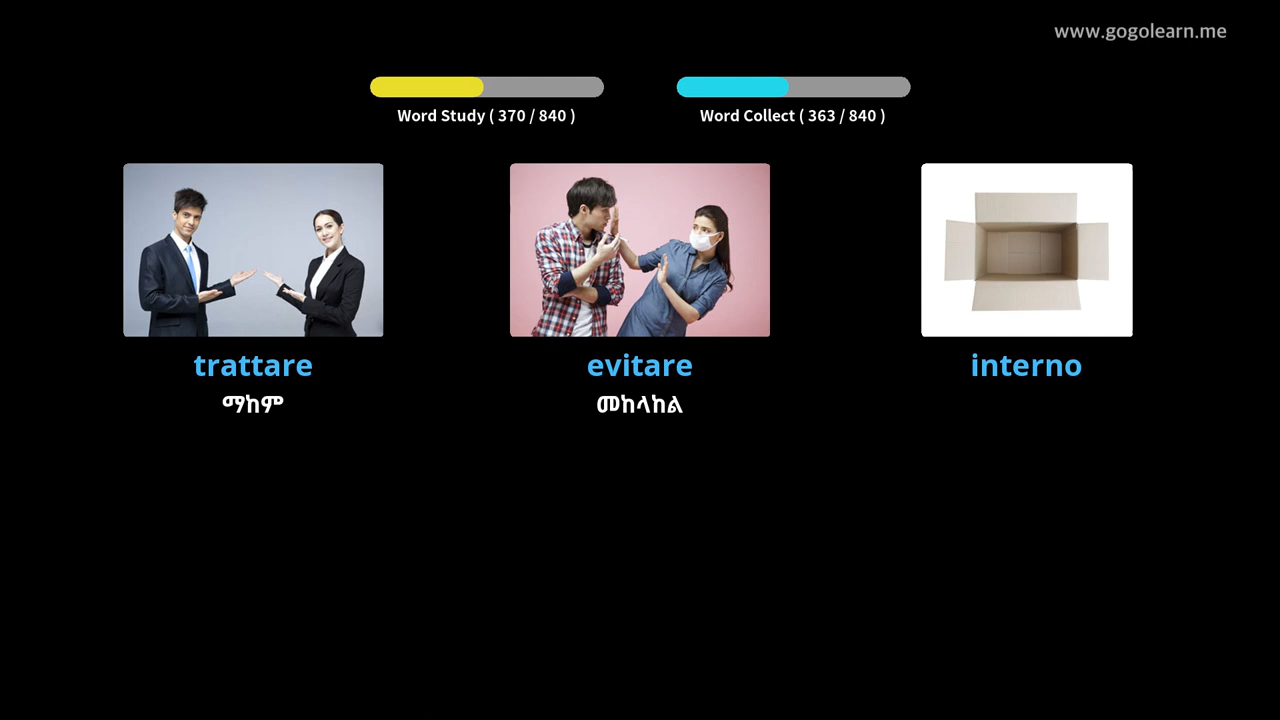 www.gogolearn.me
Word Study ( 370 / 840 )
Word Collect ( 363 / 840 )
trattare
evitare
interno
ማከም
መከላከል